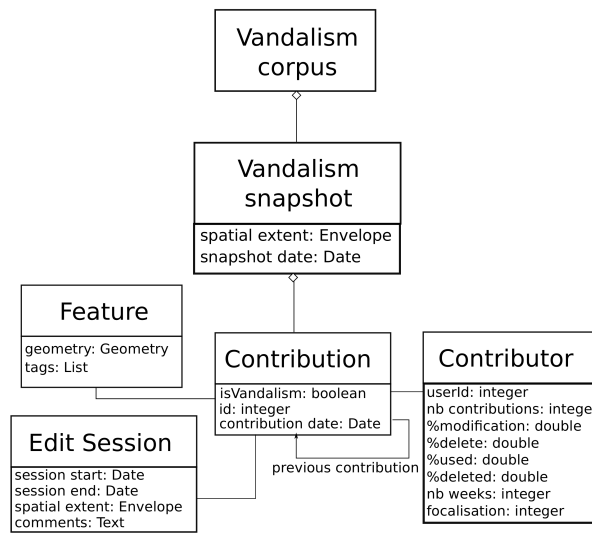 Vandalism
corpus
Vandalism
snapshot
spatial extent: Envelope
snapshot date: Date
Feature
geometry: Geometry
tags: List
Contribution
isVandalism: boolean
id: integer
contribution date: Date
previous contribution
Contributor
userId: integer
nb contributions: intege
%modification: double
%delete: double
%used: double
%deleted: double
nb weeks: integer
focalisation: integer
Edit Session
session start: Date
session end: Date
spatial extent: Envelope
comments: Text